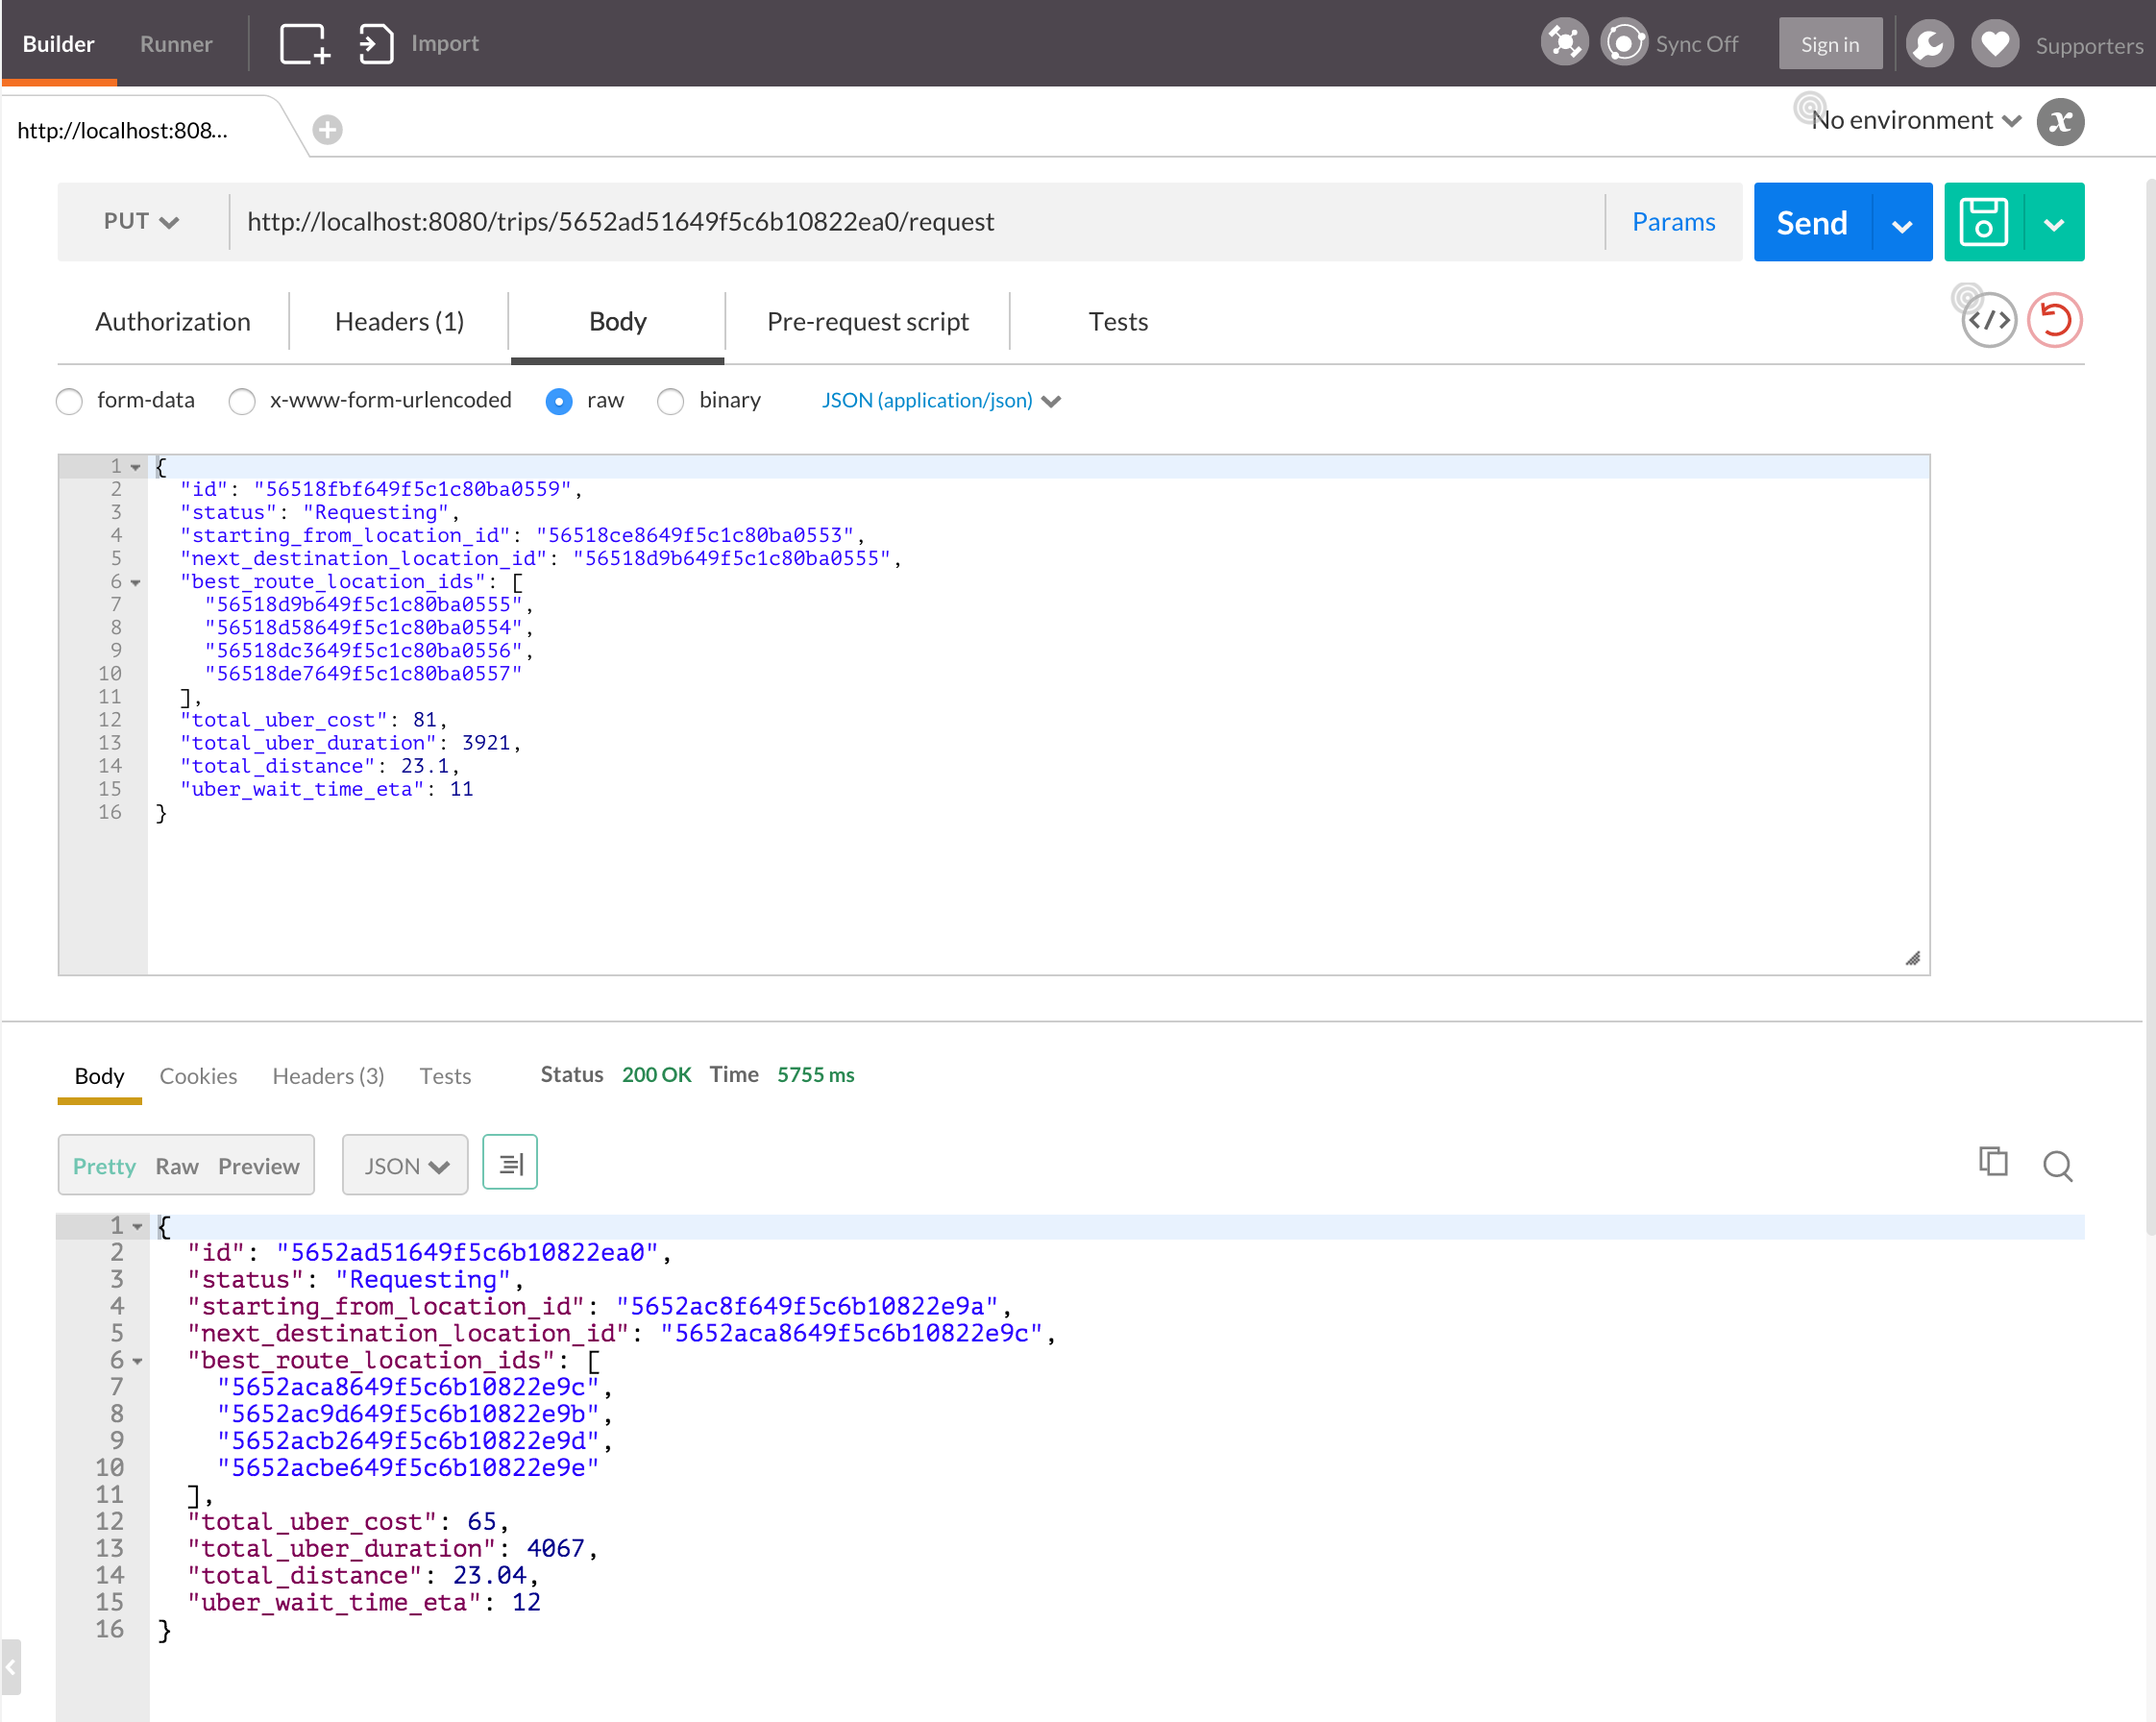 Builder Runner Import Sync Off Sign in Supporters
http://localhost:808... No environment x
PUT http://localhost:8080/trips/5652ad51649f5c6b10822ea0/request Params Send
Authorization Headers (1) Body Pre-request script Tests </>
form-data x-www-form-urlencoded raw binary JSON (application/json)
1 {
2 "id": "56518fbf649f5c1c80ba0559",
3 "status": "Requesting",
4 "starting_from_location_id": "56518ce8649f5c1c80ba0553",
5 "next_destination_location_id": "56518d9b649f5c1c80ba0555",
6 "best_route_location_ids": [
7 "56518d9b649f5c1c80ba0555",
8 "56518d58649f5c1c80ba0554",
9 "56518dc3649f5c1c80ba0556",
10 "56518de7649f5c1c80ba0557"
11 ],
12 "total_uber_cost": 81,
13 "total_uber_duration": 3921,
14 "total_distance": 23.1,
15 "uber_wait_time_eta": 11
16 }
Body Cookies Headers (3) Tests Status 200 OK Time 5755 ms
Pretty Raw Preview JSON
1 {
2 "id": "5652ad51649f5c6b10822ea0",
3 "status": "Requesting",
4 "starting_from_location_id": "5652ac8f649f5c6b10822e9a",
5 "next_destination_location_id": "5652aca8649f5c6b10822e9c",
6 "best_route_location_ids": [
7 "5652aca8649f5c6b10822e9c",
8 "5652ac9d649f5c6b10822e9b",
9 "5652acb2649f5c6b10822e9d",
10 "5652acbe649f5c6b10822e9e"
11 ],
12 "total_uber_cost": 65,
13 "total_uber_duration": 4067,
14 "total_distance": 23.04,
15 "uber_wait_time_eta": 12
16 }